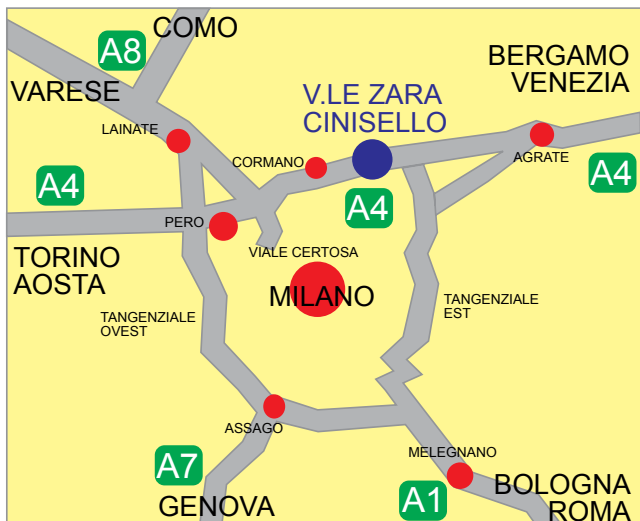 COMO
A8
BERGAMO
VENEZIA
VARESE
V.LE ZARA
CINISELLO
LAINATE
CORMANO
AGRATE
A4
A4
A4
PERO
VIALE CERTOSA
TORINO
AOSTA
MILANO
TANGENZIALE
OVEST
TANGENZIALE
EST
ASSAGO
MELEGNANO
A7
A1
BOLOGNA
ROMA
GENOVA